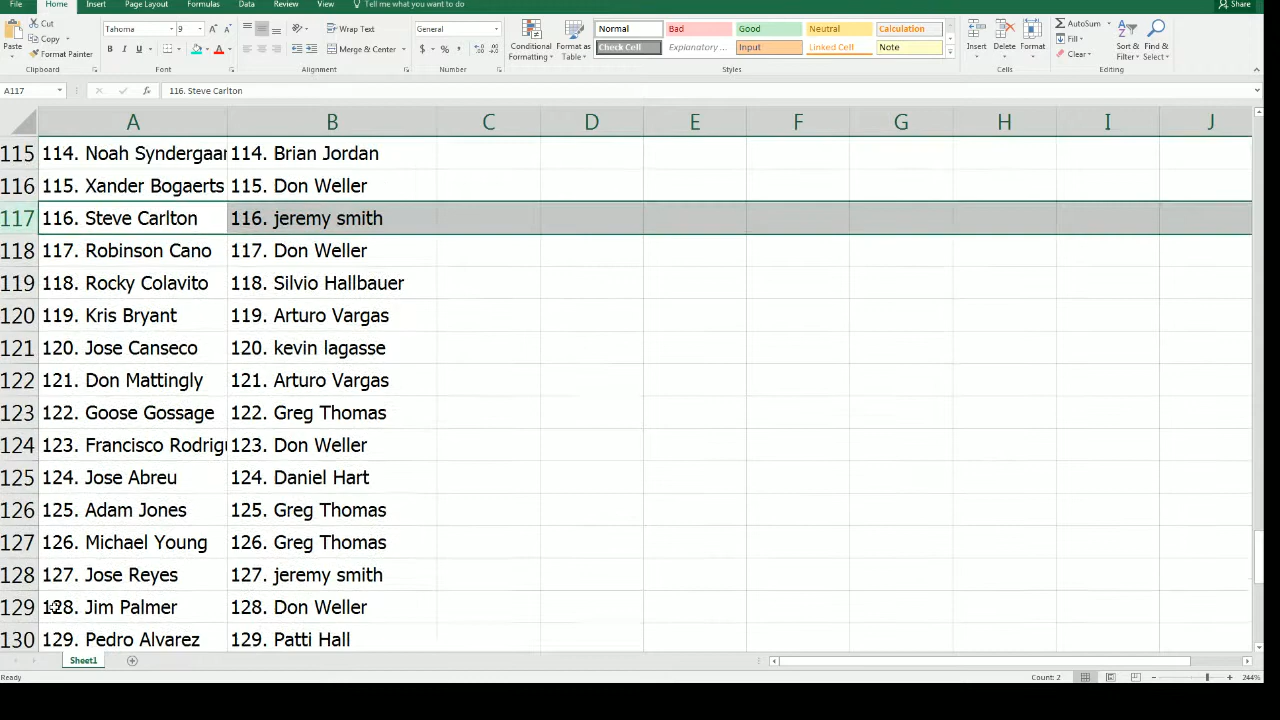 File Home Insert Page Layout Formulas Data Review View Tell me what you want to do Share
Cut Tahoma 9 Wrap Text General Normal Bad Good Neutral Calculation AutoSum
Copy Fill
Paste Format Painter B I U Merge & Center $ % Conditional Formatting Format as Table Check Cell Explanatory ... Input Linked Cell Note Insert Delete Format Clear Sort & Filter Find & Select
Clipboard Font Alignment Number Styles Cells Editing
A117 fx 116. Steve Carlton
A B C D E F G H I J
115 114. Noah Syndergaar 114. Brian Jordan
116 115. Xander Bogaerts 115. Don Weller
117 116. Steve Carlton 116. jeremy smith
118 117. Robinson Cano 117. Don Weller
119 118. Rocky Colavito 118. Silvio Hallbauer
120 119. Kris Bryant 119. Arturo Vargas
121 120. Jose Canseco 120. kevin lagasse
122 121. Don Mattingly 121. Arturo Vargas
123 122. Goose Gossage 122. Greg Thomas
124 123. Francisco Rodrigu 123. Don Weller
125 124. Jose Abreu 124. Daniel Hart
126 125. Adam Jones 125. Greg Thomas
127 126. Michael Young 126. Greg Thomas
128 127. Jose Reyes 127. jeremy smith
129 128. Jim Palmer 128. Don Weller
130 129. Pedro Alvarez 129. Patti Hall
Sheet1
Ready Count: 2 244%